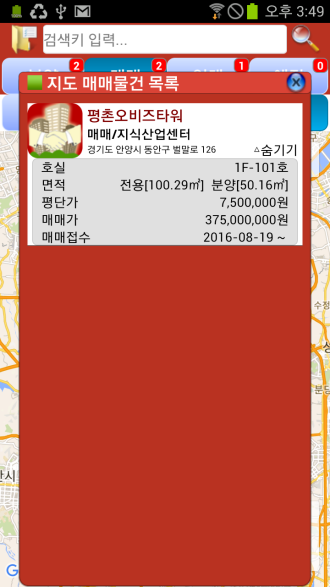 오후 3:49
검색키 입력...
2 2 1 0
지도 매매물건 목록
평촌오비즈타워
매매/지식산업센터
경기도 안양시 동안구 벌말로 126 △숨기기
호실 1F-101호
면적 전용[100.29㎡] 분양[50.16㎡]
평단가 7,500,000원
매매가 375,000,000원
매매접수 2016-08-19 ~
수정
분당
안시
G